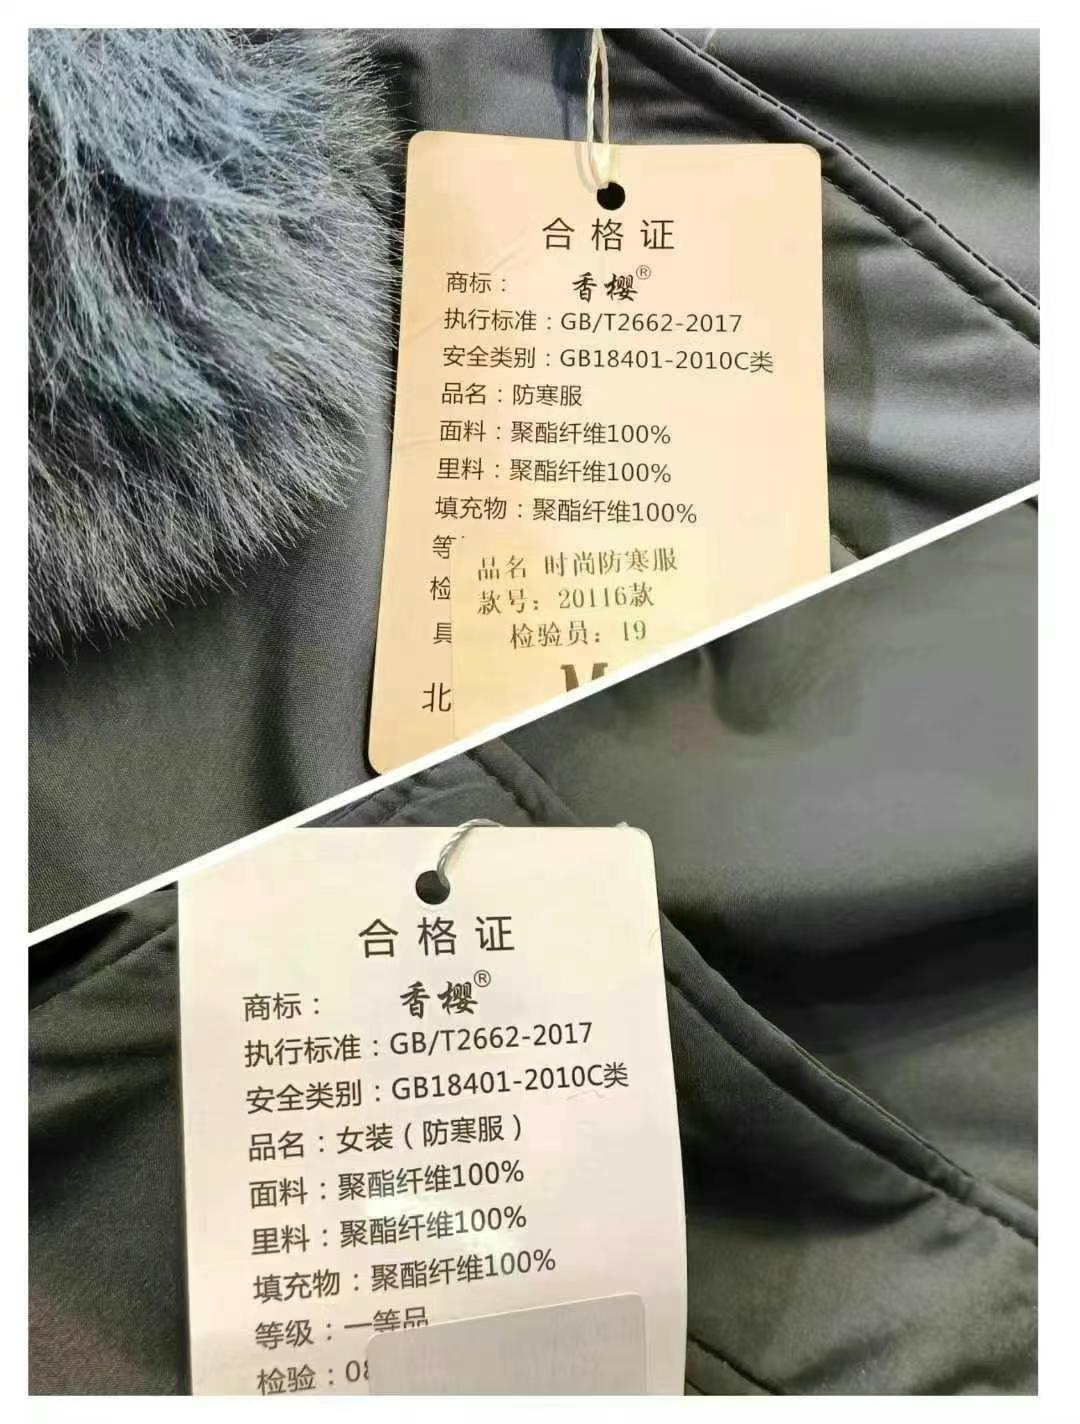 合格证
商标： 香樱®
执行标准：GB/T2662-2017
安全类别：GB18401-2010C类
品名：防寒服
面料：聚酯纤维100%
里料：聚酯纤维100%
填充物：聚酯纤维100%
等
检
具
北
品名 时尚防寒服
款号：20116款
检验员：19
M
合格证
商标： 香樱®
执行标准：GB/T2662-2017
安全类别：GB18401-2010C类
品名：女装（防寒服）
面料：聚酯纤维100%
里料：聚酯纤维100%
填充物：聚酯纤维100%
等级：一等品
检验：08